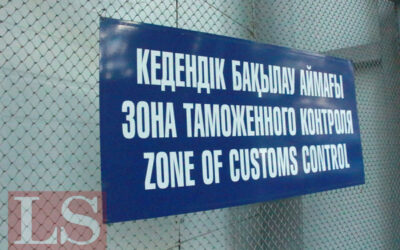 КЕДЕНДІК БАҚЫЛАУ АЙМАҒЫ
ЗОНА ТАМОЖЕННОГО КОНТРОЛЯ
ZONE OF CUSTOMS CONTROL
LS